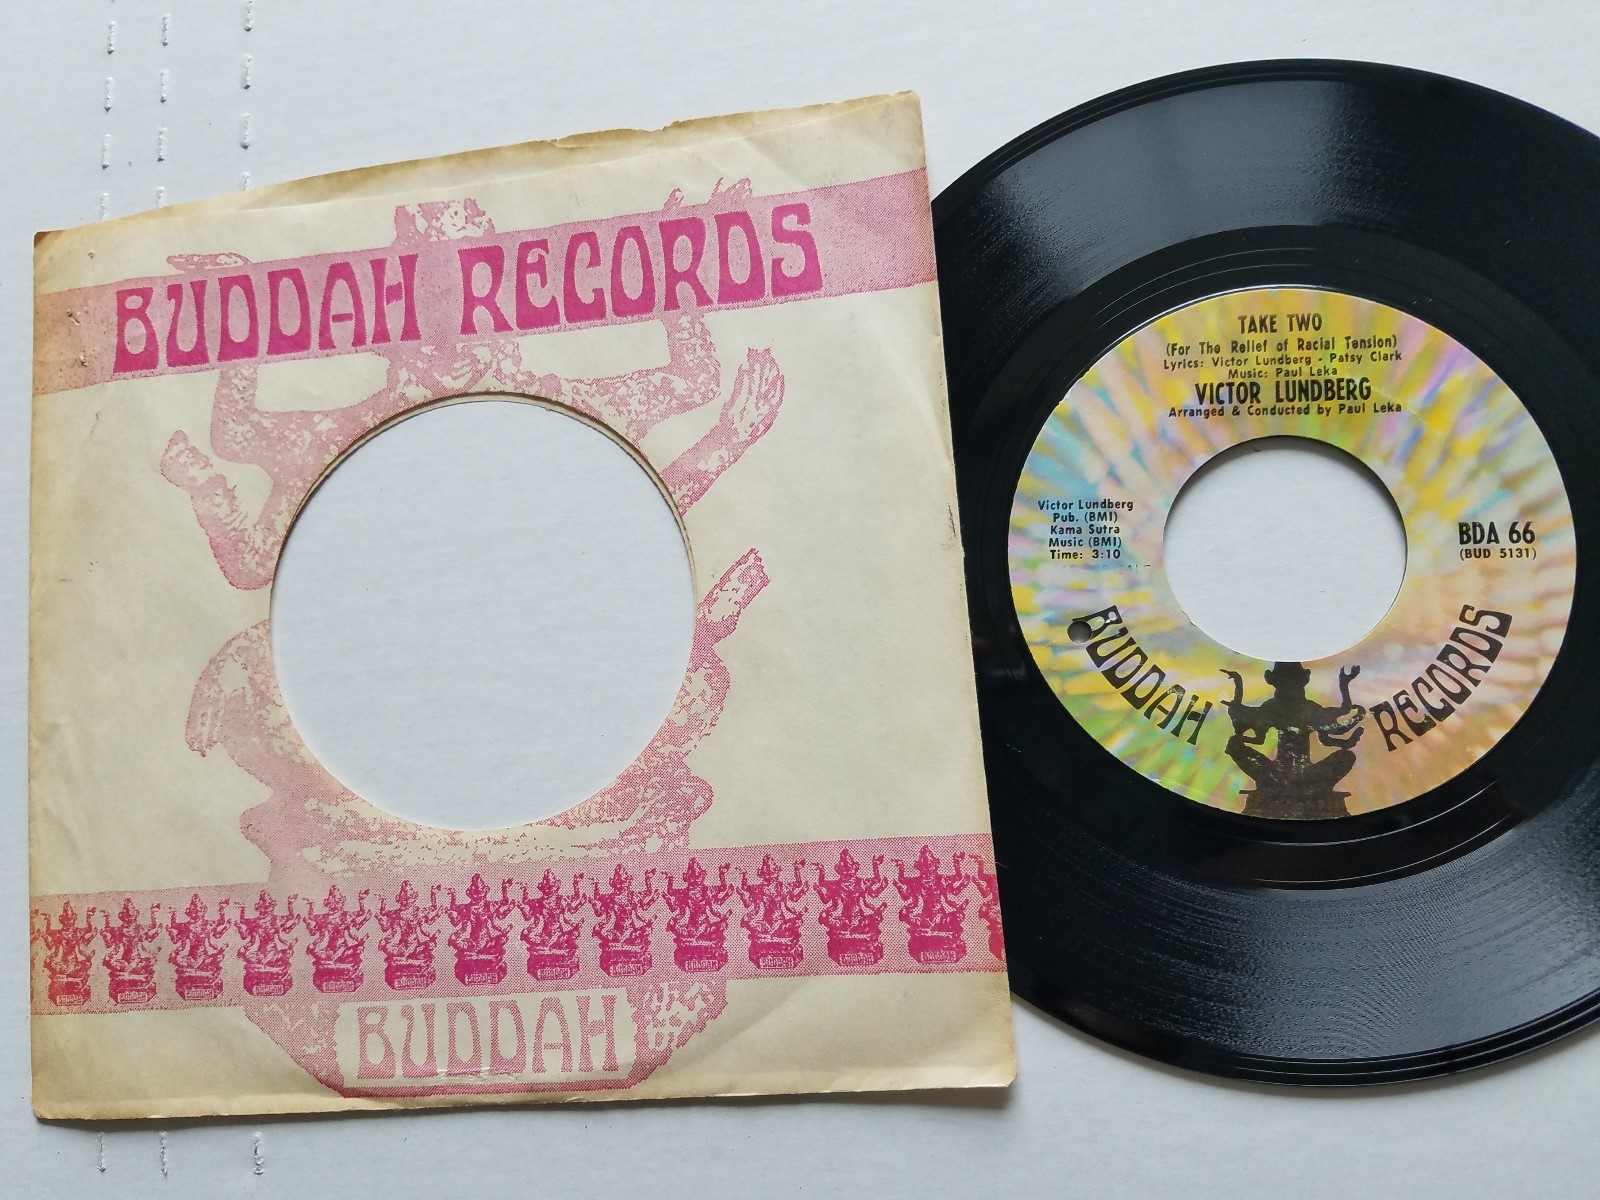 BUDDAH RECORDS
BUDDAH
TAKE TWO
(For The Relief of Racial Tension)
Lyrics: Victor Lundberg - Patsy Clark
Music: Paul Leka
VICTOR LUNDBERG
Arranged & Conducted by Paul Leka
Victor Lundberg
Pub. (BMI)
Kama Sutra
Music (BMI)
Time: 3:10
BDA 66
(BUD 5131)
BUDDAH RECORDS